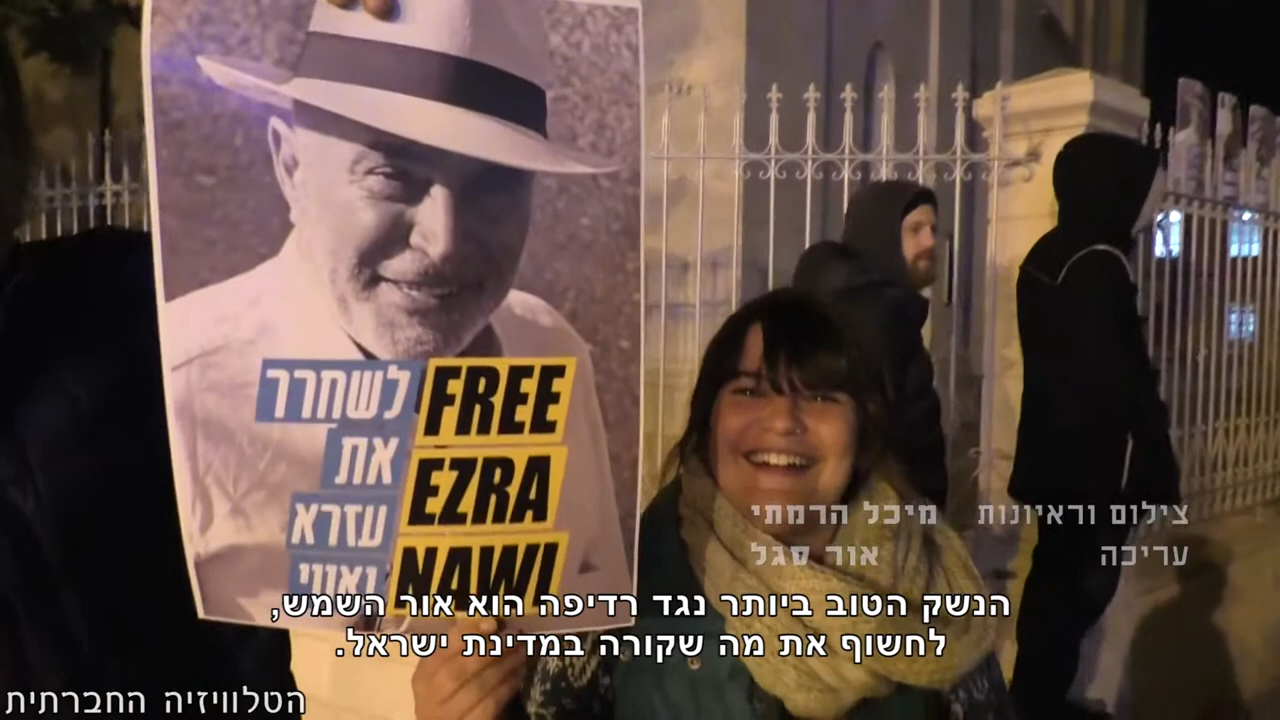 לשחרר
את
עזרא
נאווי
FREE
EZRA
NAWI
צילום וראיונות מיכל הרמתי
עריכה אור סגל
הנשק הטוב ביותר נגד רדיפה הוא אור השמש,
לחשוף את מה שקורה במדינת ישראל.
הטלוויזיה החברתית